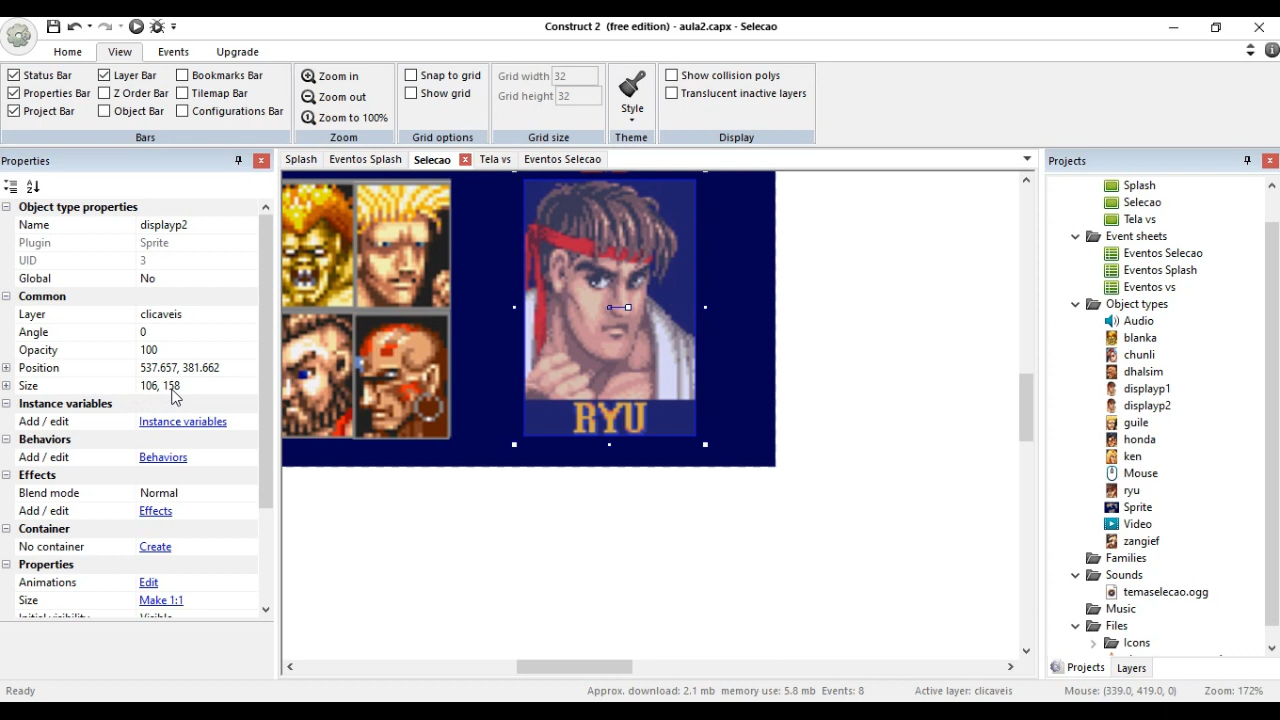 Construct 2 (free edition) - aula2.capx - Selecao
Home View Events Upgrade
Status Bar Layer Bar Bookmarks Bar
Properties Bar Z Order Bar Tilemap Bar
Project Bar Object Bar Configurations Bar
Bars
Zoom in
Zoom out
Zoom to 100%
Zoom
Snap to grid
Show grid
Grid options
Grid width 32
Grid height 32
Grid size
Style
Theme
Show collision polys
Translucent inactive layers
Display
Properties
Object type properties
Name displayp2
Plugin Sprite
UID 3
Global No
Common
Layer clicaveis
Angle 0
Opacity 100
Position 537.657, 381.662
Size 106, 158
Instance variables
Add / edit Instance variables
Behaviors
Add / edit Behaviors
Effects
Blend mode Normal
Add / edit Effects
Container
No container Create
Properties
Animations Edit
Size Make 1:1
Initial visibility Visible
Splash Eventos Splash Selecao Tela vs Eventos Selecao
RYU
Projects
Splash
Selecao
Tela vs
Event sheets
Eventos Selecao
Eventos Splash
Eventos vs
Object types
Audio
blanka
chunli
dhalsim
displayp1
displayp2
guile
honda
ken
Mouse
ryu
Sprite
Video
zangief
Families
Sounds
temaselecao.ogg
Music
Files
Icons
Projects Layers
Ready Approx. download: 2.1 mb memory use: 5.8 mb Events: 8 Active layer: clicaveis Mouse: (339.0, 419.0, 0) Zoom: 172%